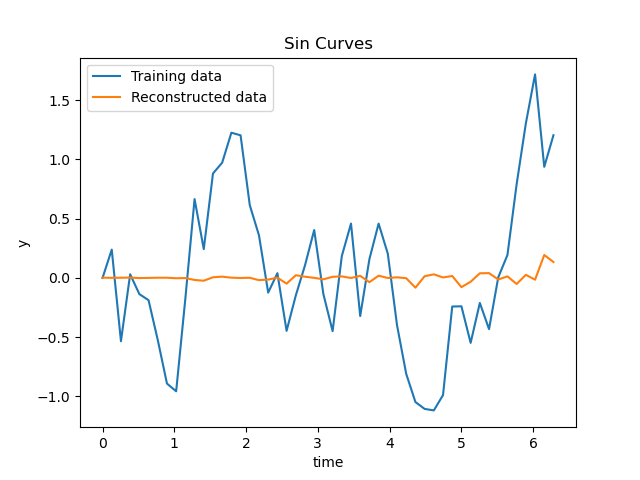 Sin Curves
Training data
Reconstructed data
1.5
1.0
0.5
0.0
−0.5
−1.0
y
0 1 2 3 4 5 6
time